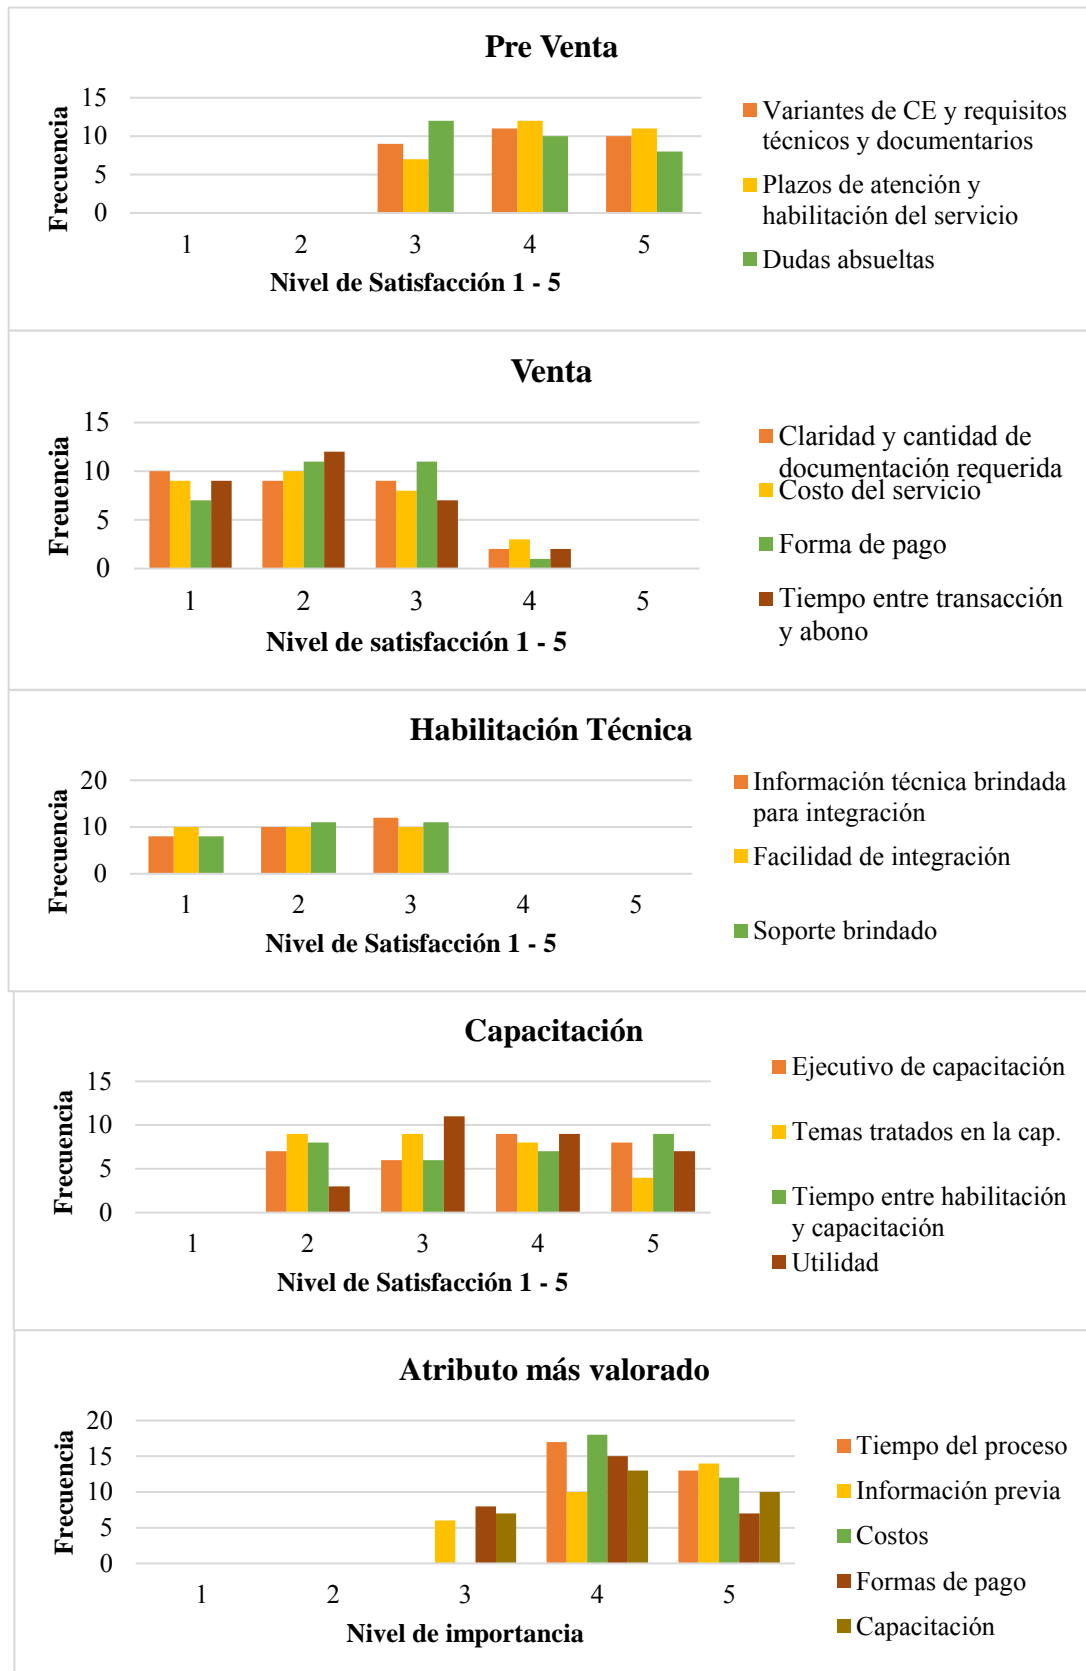 Pre Venta
15
10
5
0
Frecuencia
1 2 3 4 5
Nivel de Satisfacción 1 - 5
Variantes de CE y requisitos
técnicos y documentarios
Plazos de atención y
habilitación del servicio
Dudas absueltas
Venta
15
10
5
0
Freuencia
1 2 3 4 5
Nivel de satisfacción 1 - 5
Claridad y cantidad de
documentación requerida
Costo del servicio
Forma de pago
Tiempo entre transacción
y abono
Habilitación Técnica
20
10
0
Frecuencia
1 2 3 4 5
Nivel de Satisfacción 1 - 5
Información técnica brindada
para integración
Facilidad de integración
Soporte brindado
Capacitación
15
10
5
0
Frecuencia
1 2 3 4 5
Nivel de Satisfacción 1 - 5
Ejecutivo de capacitación
Temas tratados en la cap.
Tiempo entre habilitación
y capacitación
Utilidad
Atributo más valorado
20
15
10
5
0
Frecuencia
1 2 3 4 5
Nivel de importancia
Tiempo del proceso
Información previa
Costos
Formas de pago
Capacitación